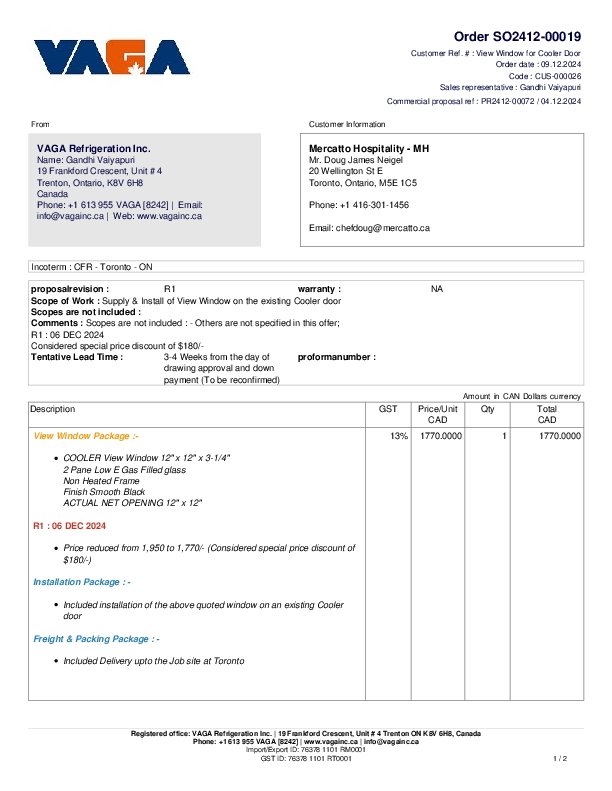 VAGA
Order SO2412-00019
Customer Ref. # : View Window for Cooler Door
Order date : 09.12.2024
Code : CUS-000026
Sales representative : Gandhi Vaiyapuri
Commercial proposal ref : PR2412-00072 / 04.12.2024
From
VAGA Refrigeration Inc.
Name: Gandhi Vaiyapuri
19 Frankford Crescent, Unit # 4
Trenton, Ontario, K8V 6H8
Canada
Phone: +1 613 955 VAGA [8242] | Email:
info@vagainc.ca | Web: www.vagainc.ca
Customer Information
Mercatto Hospitality - MH
Mr. Doug James Neigel
20 Wellington St E
Toronto, Ontario, M5E 1C5
Phone: +1 416-301-1456
Email: chefdoug@mercatto.ca
Incoterm : CFR - Toronto - ON
proposalrevision : R1 warranty : NA
Scope of Work : Supply & Install of View Window on the existing Cooler door
Scopes are not included :
Comments : Scopes are not included : - Others are not specified in this offer;
R1 : 06 DEC 2024
Considered special price discount of $180/-
Tentative Lead Time : 3-4 Weeks from the day of proformanumber :
drawing approval and down
payment (To be reconfirmed)
Amount in CAN Dollars currency
Description GST Price/Unit Qty Total
CAD CAD
View Window Package :- 13% 1770.0000 1 1770.0000
• COOLER View Window 12" x 12" x 3-1/4"
2 Pane Low E Gas Filled glass
Non Heated Frame
Finish Smooth Black
ACTUAL NET OPENING 12" x 12"
R1 : 06 DEC 2024
• Price reduced from 1,950 to 1,770/- (Considered special price discount of
$180/-)
Installation Package : -
• Included installation of the above quoted window on an existing Cooler
door
Freight & Packing Package : -
• Included Delivery upto the Job site at Toronto
Registered office: VAGA Refrigeration Inc. | 19 Frankford Crescent, Unit # 4 Trenton ON K8V 6H8, Canada
Phone: +1 613 955 VAGA [8242] | www.vagainc.ca | info@vagainc.ca
Import/Export ID: 76378 1101 RM0001
GST ID: 76378 1101 RT0001
1 / 2